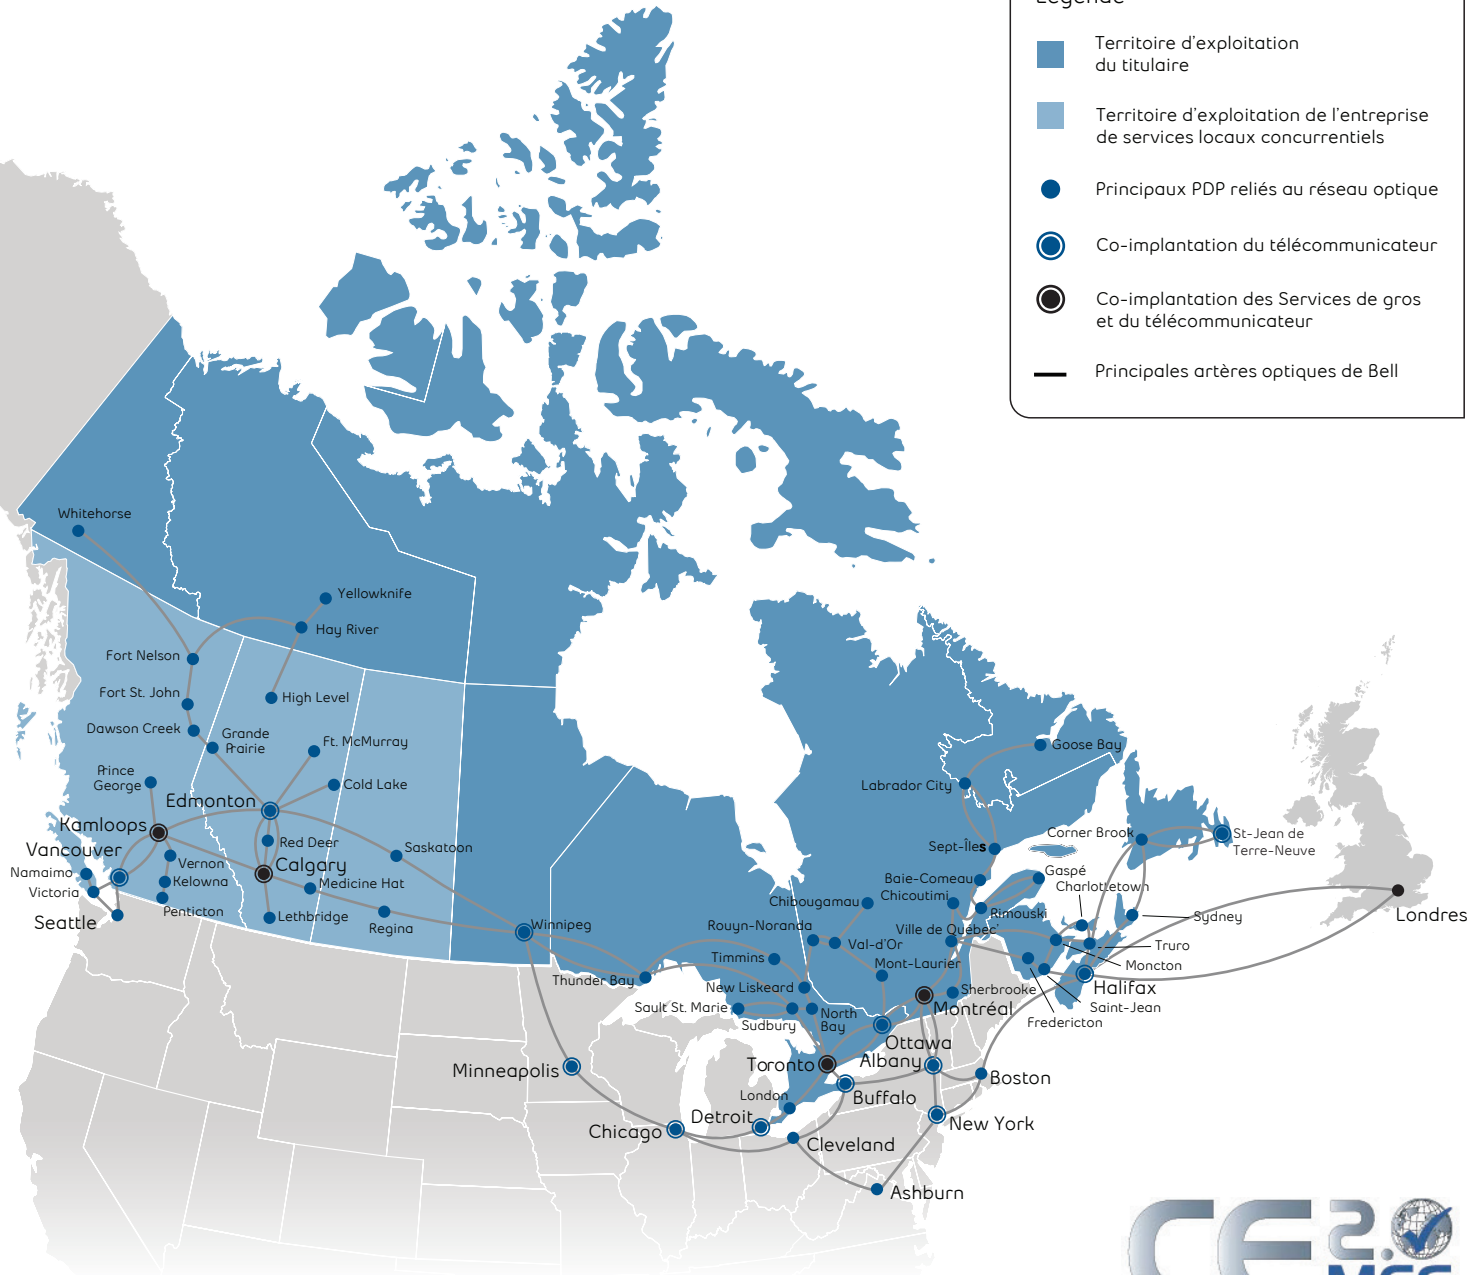 Légende
Territoire d'exploitation
du titulaire
Territoire d'exploitation de l'entreprise
de services locaux concurrentiels
Principaux PDP reliés au réseau optique
Co-implantation du télécommunicateur
Co-implantation des Services de gros
et du télécommunicateur
Principales artères optiques de Bell
Whitehorse
Yellowknife
Hay River
Fort Nelson
High Level
Fort St. John
Dawson Creek
Grande
Prairie
Ft. McMurray
Prince
George
Cold Lake
Edmonton
Kamloops
Vancouver
Red Deer
Calgary
Saskatoon
Vernon
Namaimo
Kelowna
Medicine Hat
Victoria
Penticton
Lethbridge
Regina
Seattle
Winnipeg
Goose Bay
Labrador City
Corner Brook
St-Jean de
Terre-Neuve
Sept-Îles
Gaspé
Baie-Comeau
Charlottetown
Chicoutimi
Chibougamau
Rimouski
Sydney
Londres
Rouyn-Noranda
Ville de Québec
Val-d'Or
Truro
Timmins
Mont-Laurier
Moncton
Thunder Bay
New Liskeard
Sherbrooke
Halifax
Sault St. Marie
North
Bay
Montréal
Saint-Jean
Sudbury
Fredericton
Ottawa
Toronto
Albany
Minneapolis
Boston
London
Buffalo
Detroit
New York
Chicago
Cleveland
Ashburn
CE 2.0
MEF